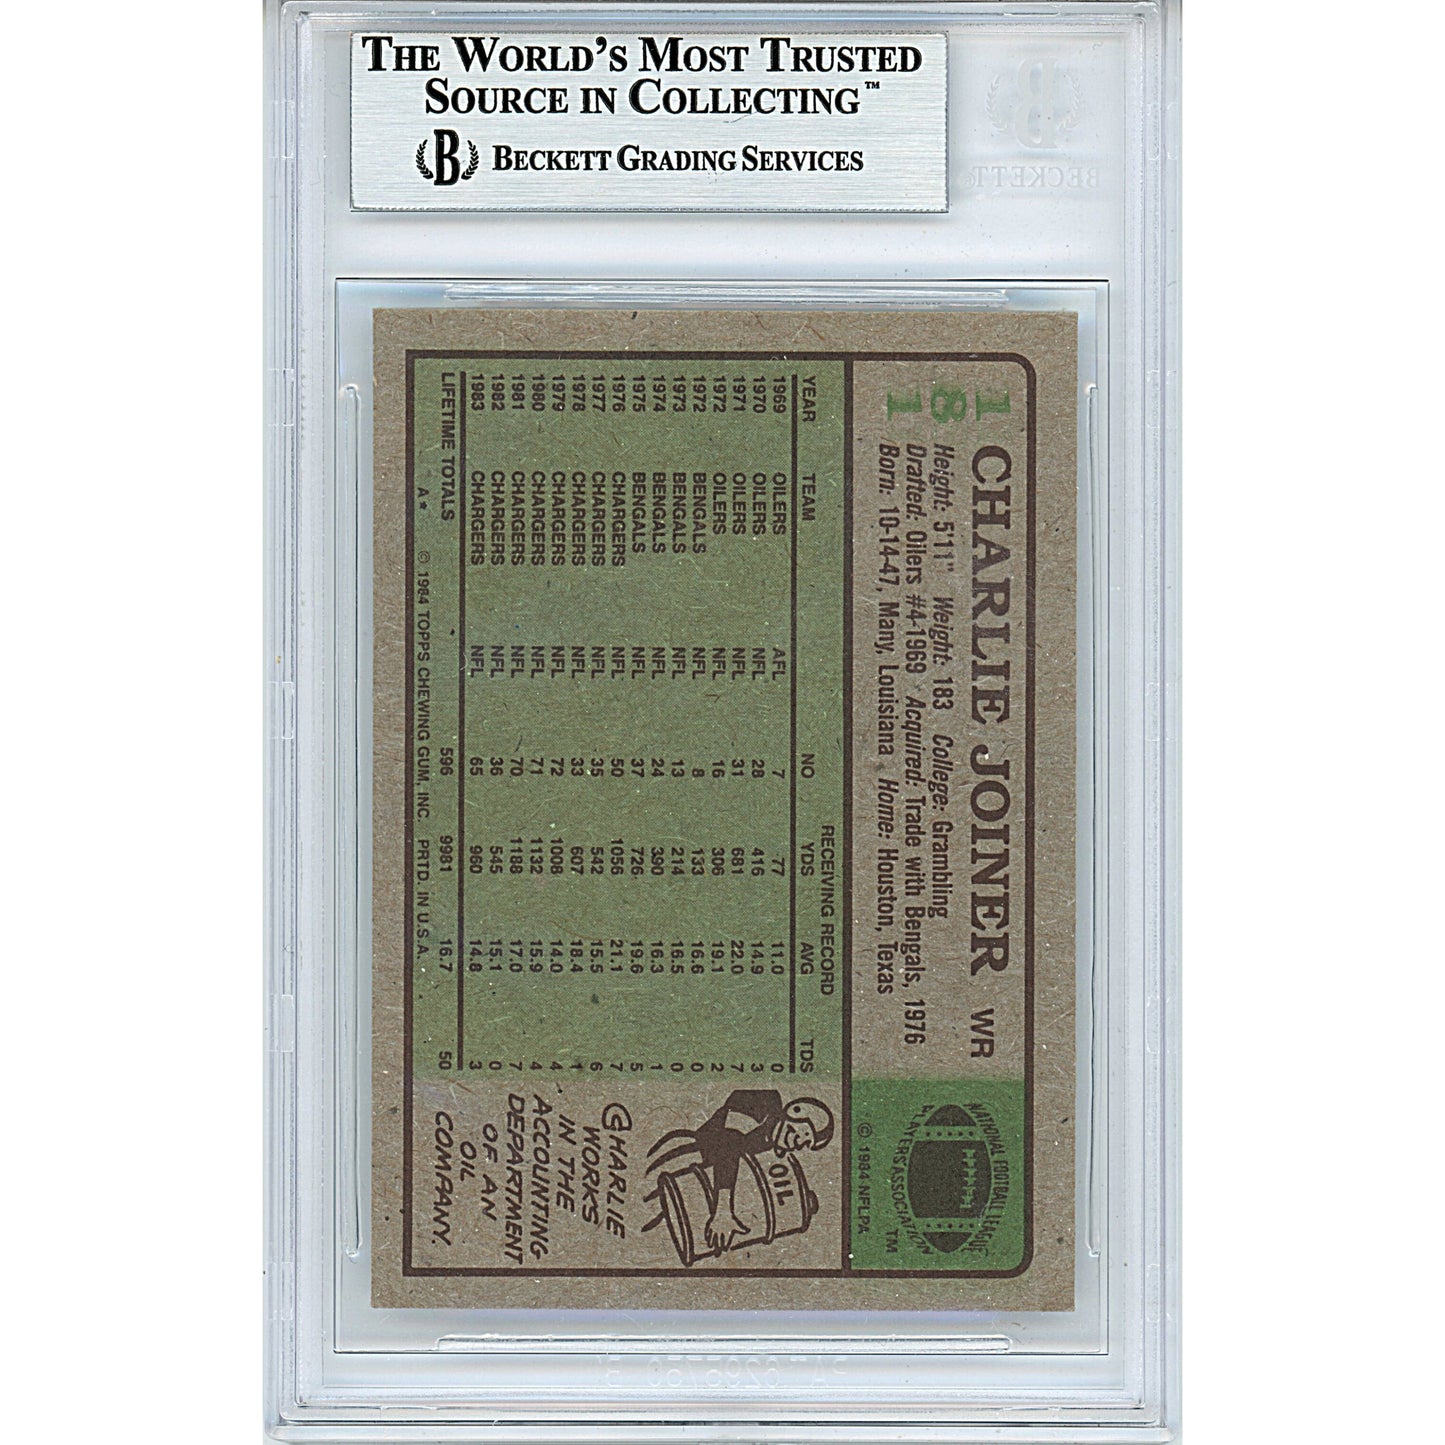 THE WORLD'S MOST TRUSTED
SOURCE IN COLLECTING™
B BECKETT GRADING SERVICES
B
BECKETT
181
CHARLIE JOINER WR
Height: 5'11" Weight: 183 College: Grambling
Drafted: Oilers #4-1969 Acquired: Trade with Bengals, 1976
Born: 10-14-47, Many, Louisiana Home: Houston, Texas
NATIONAL FOOTBALL LEAGUE
PLAYERS ASSOCIATION
TM
© 1984 NFLPA
RECEIVING RECORD
YEAR TEAM NO YDS AVG TDS
1969 OILERS AFL 7 77 11.0 0
1970 OILERS NFL 28 416 14.9 3
1971 OILERS NFL 31 681 22.0 7
1972 OILERS NFL 16 306 19.1 2
1972 BENGALS NFL 8 133 16.6 0
1973 BENGALS NFL 13 214 16.5 0
1974 BENGALS NFL 24 390 16.3 1
1975 BENGALS NFL 37 726 19.6 5
1976 CHARGERS NFL 50 1056 21.1 7
1977 CHARGERS NFL 35 542 15.5 6
1978 CHARGERS NFL 33 607 18.4 1
1979 CHARGERS NFL 72 1008 14.0 4
1980 CHARGERS NFL 71 1132 15.9 4
1981 CHARGERS NFL 70 1188 17.0 7
1982 CHARGERS NFL 36 545 15.1 0
1983 CHARGERS NFL 65 960 14.8 3
LIFETIME TOTALS 596 9981 16.7 50
A* © 1984 TOPPS CHEWING GUM, INC. PRTD. IN U.S.A.
OIL
CHARLIE
WORKS
IN THE
ACCOUNTING
DEPARTMENT
OF AN
OIL
COMPANY.